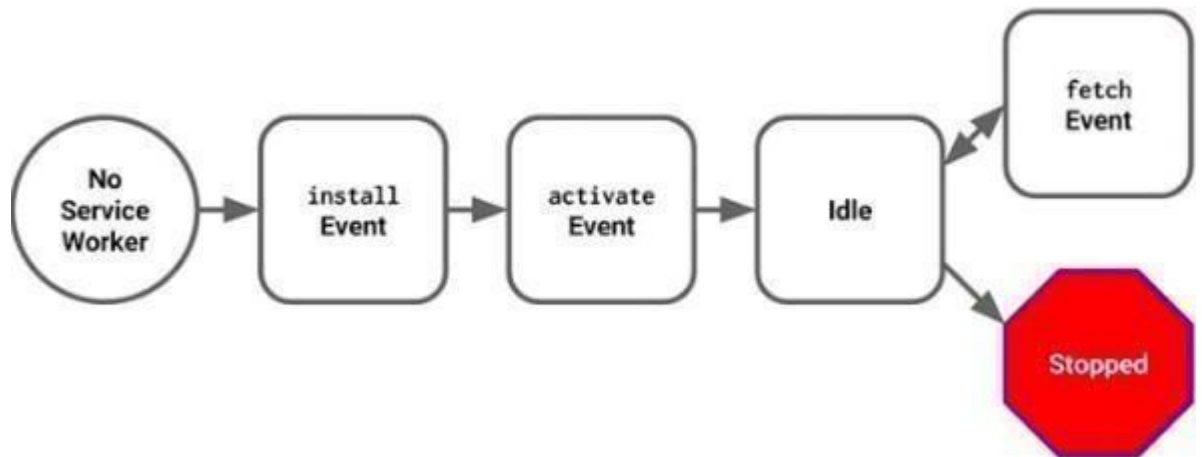 No
Service
Worker
install
Event
activate
Event
Idle
fetch
Event
Stopped